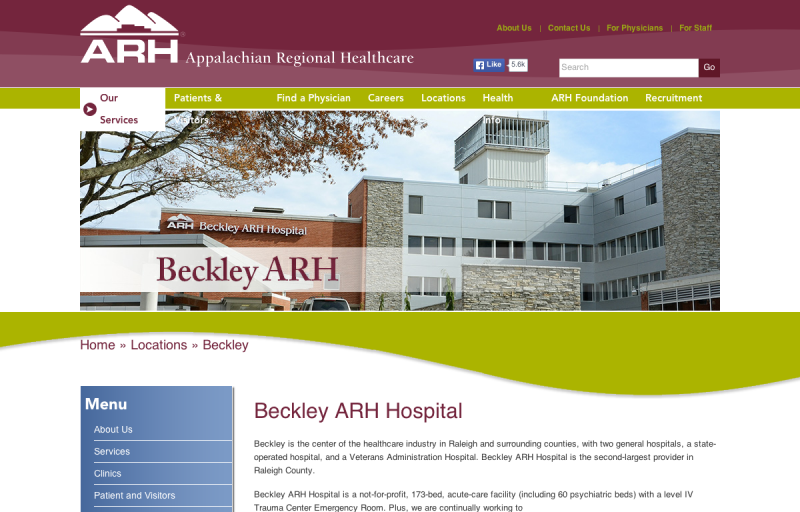 About Us | Contact Us | For Physicians | For Staff
ARH® Appalachian Regional Healthcare
Like 5.6k
Search Go
Our Services
Patients & Visitors
Find a Physician
Careers
Locations
Health Info
ARH Foundation
Recruitment
ARH Beckley ARH Hospital
Beckley ARH
Home » Locations » Beckley
Menu
About Us
Services
Clinics
Patient and Visitors
Beckley ARH Hospital
Beckley is the center of the healthcare industry in Raleigh and surrounding counties, with two general hospitals, a state-
operated hospital, and a Veterans Administration Hospital. Beckley ARH Hospital is the second-largest provider in
Raleigh County.
Beckley ARH Hospital is a not-for-profit, 173-bed, acute-care facility (including 60 psychiatric beds) with a level IV
Trauma Center Emergency Room. Plus, we are continually working to